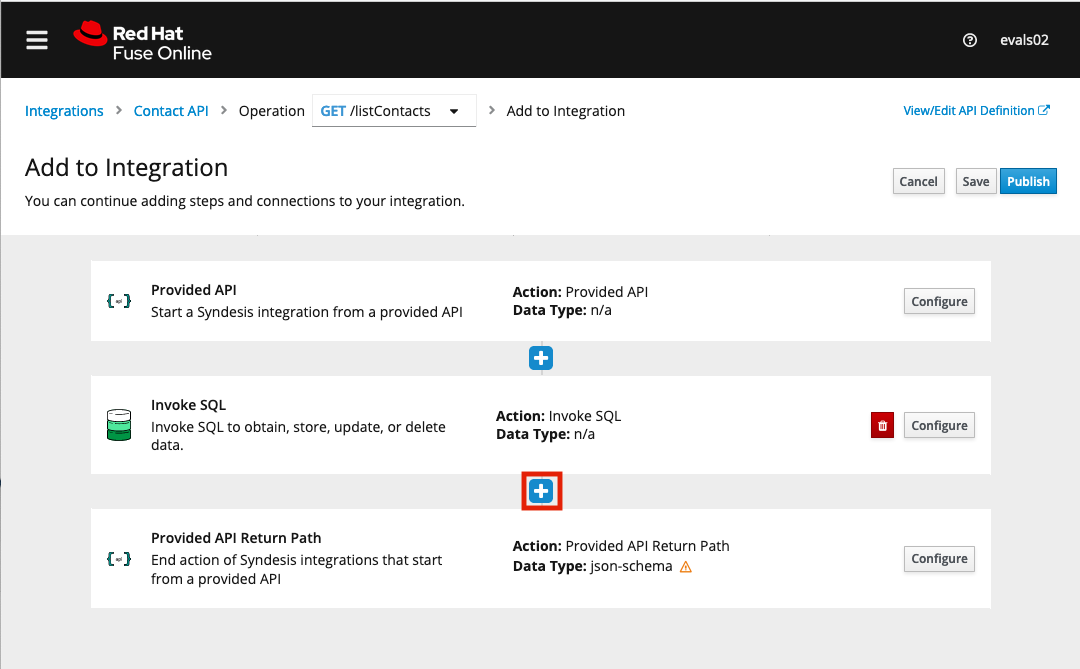 Red Hat
Fuse Online
evals02
Integrations > Contact API > Operation GET /listContacts > Add to Integration
View/Edit API Definition
Add to Integration
You can continue adding steps and connections to your integration.
Cancel
Save
Publish
Provided API
Start a Syndesis integration from a provided API
Action: Provided API
Data Type: n/a
Configure
Invoke SQL
Invoke SQL to obtain, store, update, or delete
data.
Action: Invoke SQL
Data Type: n/a
Configure
Provided API Return Path
End action of Syndesis integrations that start
from a provided API
Action: Provided API Return Path
Data Type: json-schema
Configure